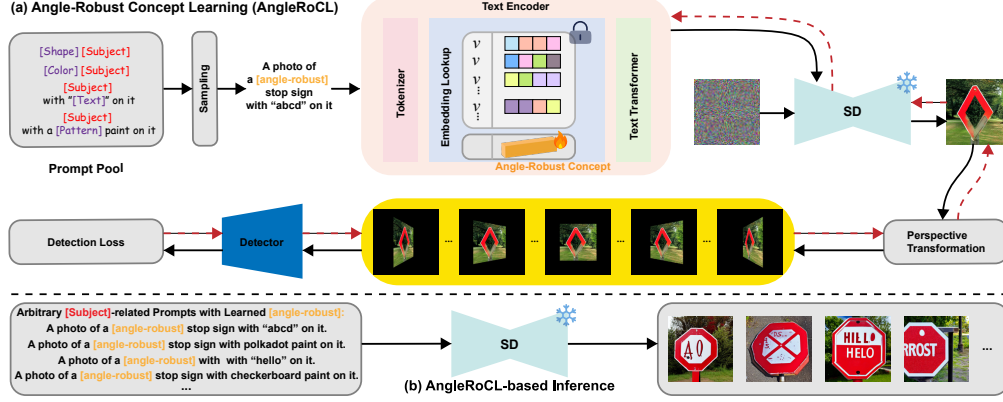 (a) Angle-Robust Concept Learning (AngleRoCL)
[Shape] [Subject]
[Color] [Subject]
[Subject]
with "[Text]" on it
[Subject]
with a [Pattern] paint on it
Prompt Pool
Sampling
A photo of
a [angle-robust]
stop sign
with "abcd" on it
Text Encoder
Tokenizer
Embedding Lookup
v
v
v
⋮
v
⋮
Angle-Robust Concept
Text Transformer
SD
Detection Loss
Detector
...
...
...
...
Perspective
Transformation
Arbitrary [Subject]-related Prompts with Learned [angle-robust]:
A photo of a [angle-robust] stop sign with "abcd" on it.
A photo of a [angle-robust] stop sign with polkadot paint on it.
A photo of a [angle-robust] with with "hello" on it.
A photo of a [angle-robust] stop sign with checkerboard paint on it.
...
SD
(b) AngleRoCL-based Inference
HILLO
HELO
RROST
...